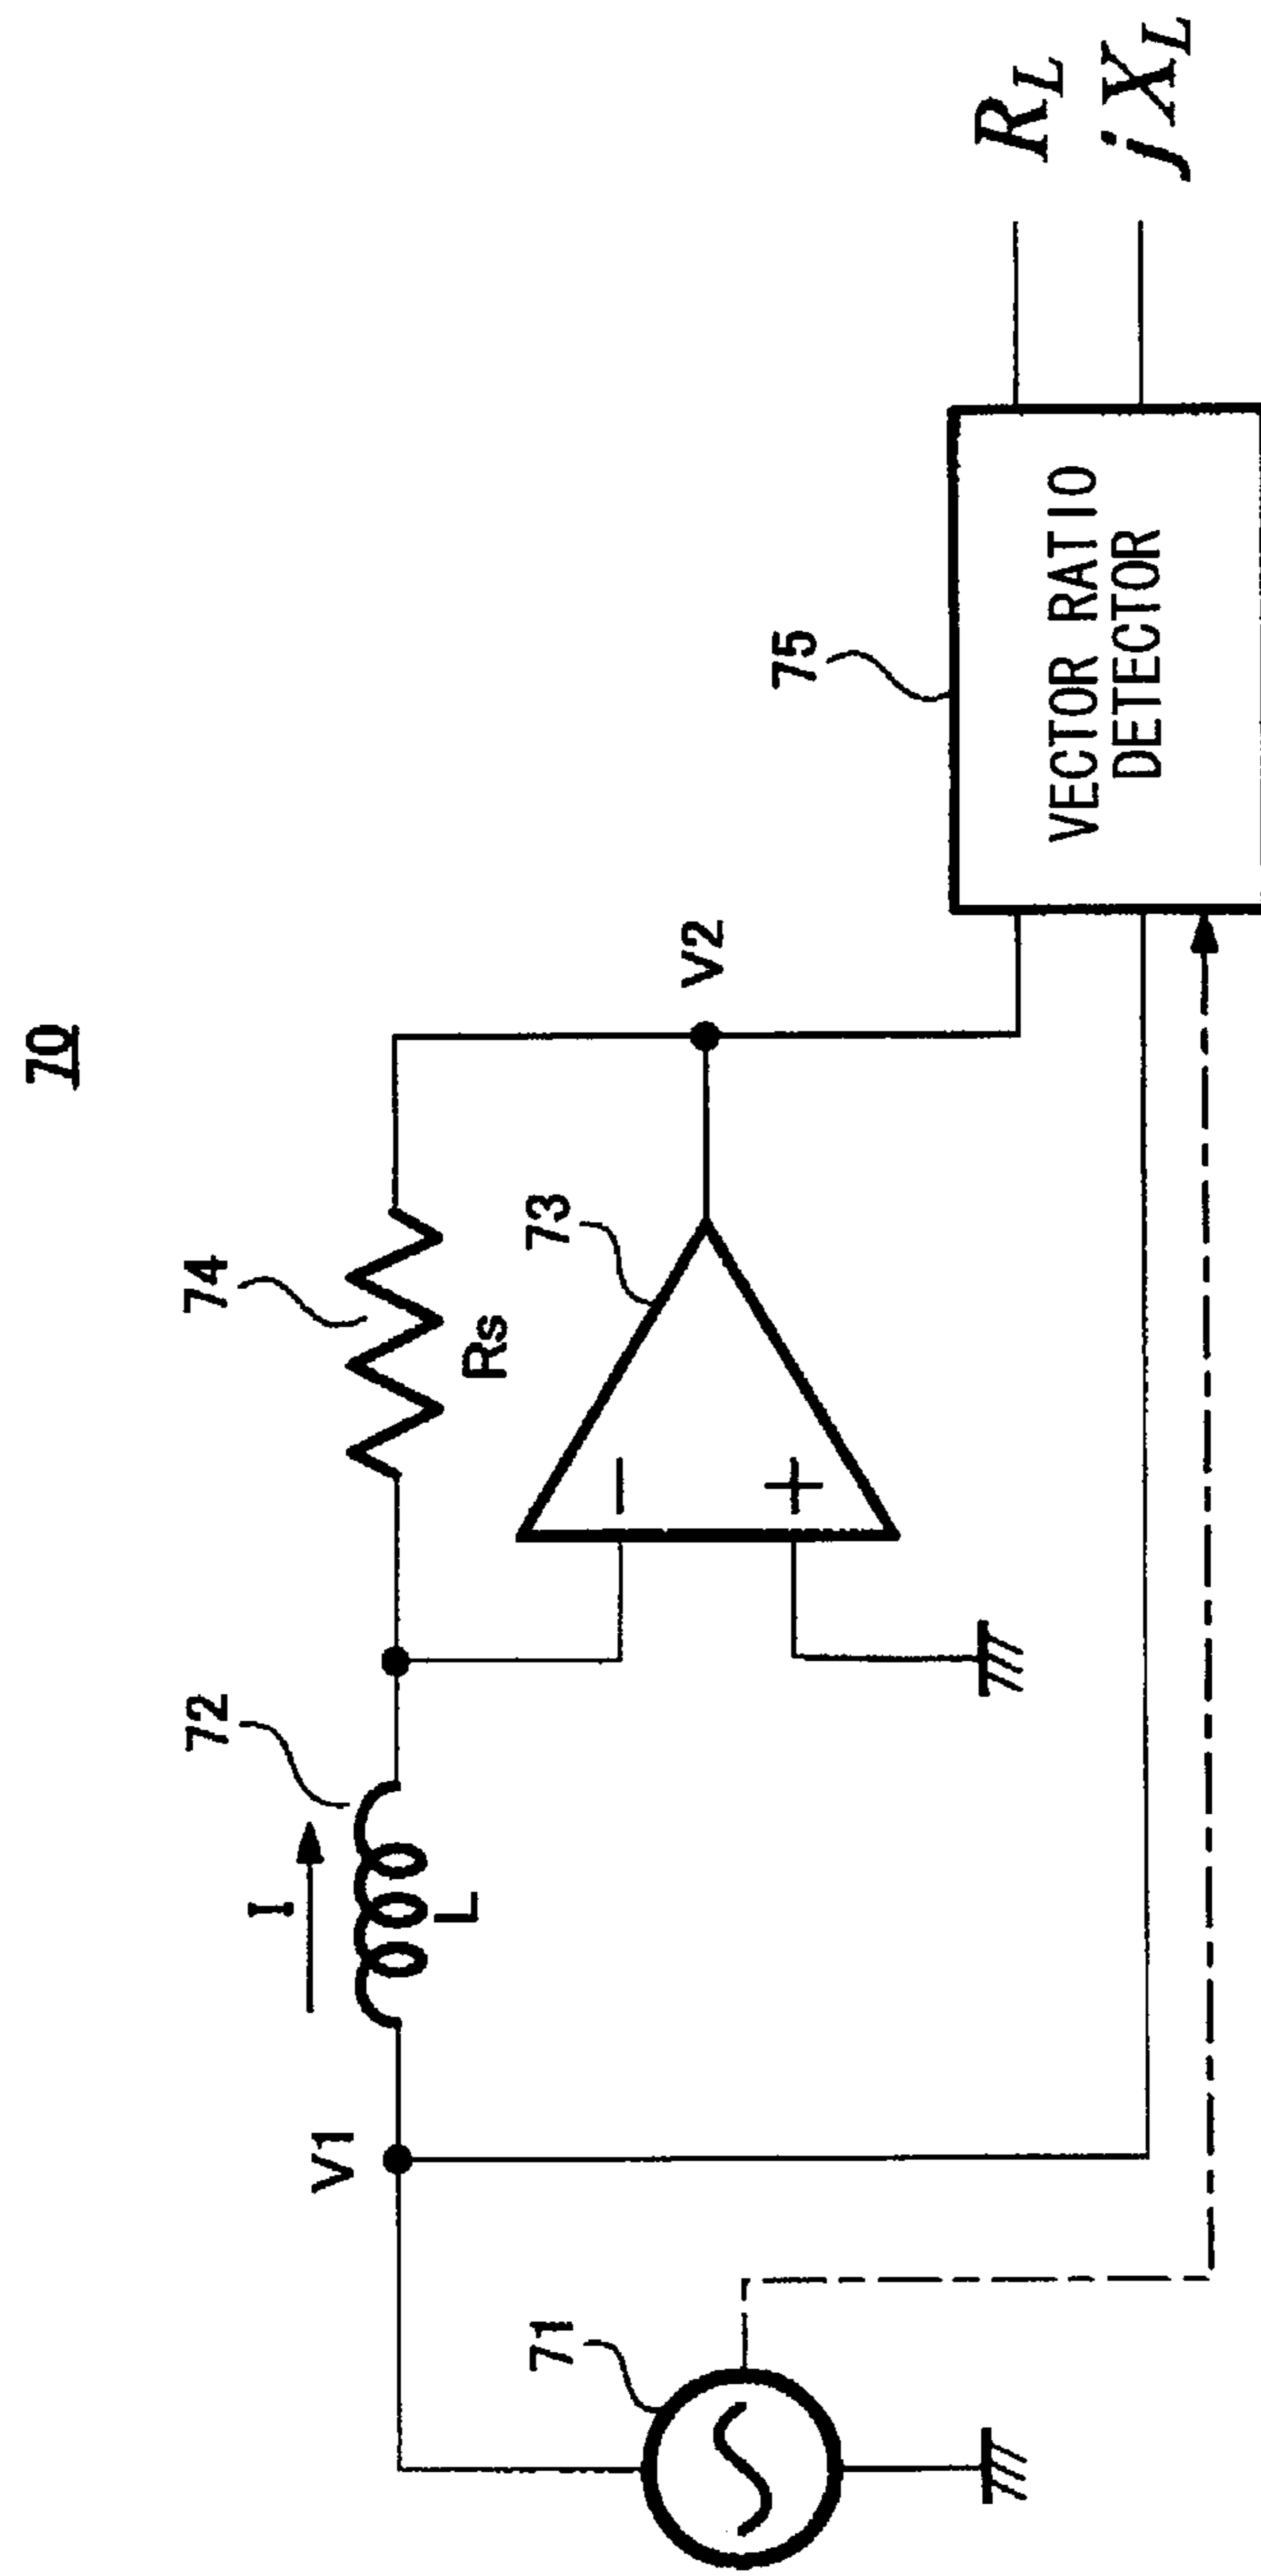 70
74
72
I
L
Rs
73
V1
V2
75
71
−
+
VECTOR RATIO
DETECTOR
R_L
jX_L